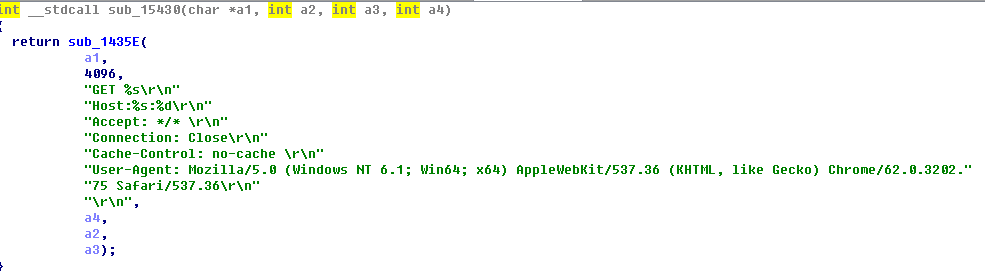 int __stdcall sub_15430(char *a1, int a2, int a3, int a4)
{
return sub_1435E(
a1,
4096,
"GET %s\r\n"
"Host:%s:%d\r\n"
"Accept: */* \r\n"
"Connection: Close\r\n"
"Cache-Control: no-cache \r\n"
"User-Agent: Mozilla/5.0 (Windows NT 6.1; Win64; x64) AppleWebKit/537.36 (KHTML, like Gecko) Chrome/62.0.3202."
"75 Safari/537.36\r\n"
"\r\n",
a4,
a2,
a3);
}